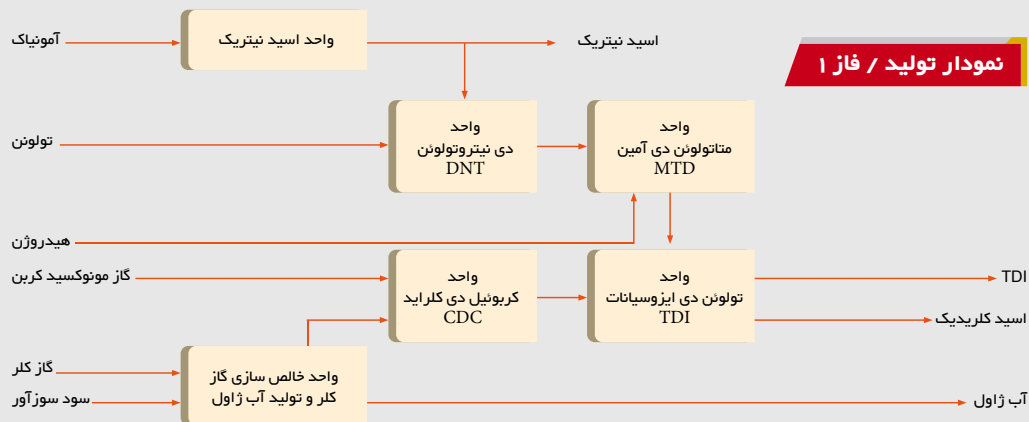 نمودار تولید / فاز ۱
آمونیاک
واحد اسید نیتریک
اسید نیتریک
تولوئن
واحد
دی نیتروتولوئن
DNT
واحد
متاتولوئن دی آمین
MTD
هیدروژن
گاز مونوکسید کربن
واحد
کربونیل دی کلراید
CDC
واحد
تولوئن دی ایزوسیانات
TDI
TDI
اسید کلریدیک
گاز کلر
سود سوزآور
واحد خالص سازی گاز
کلر و تولید آب ژاول
آب ژاول